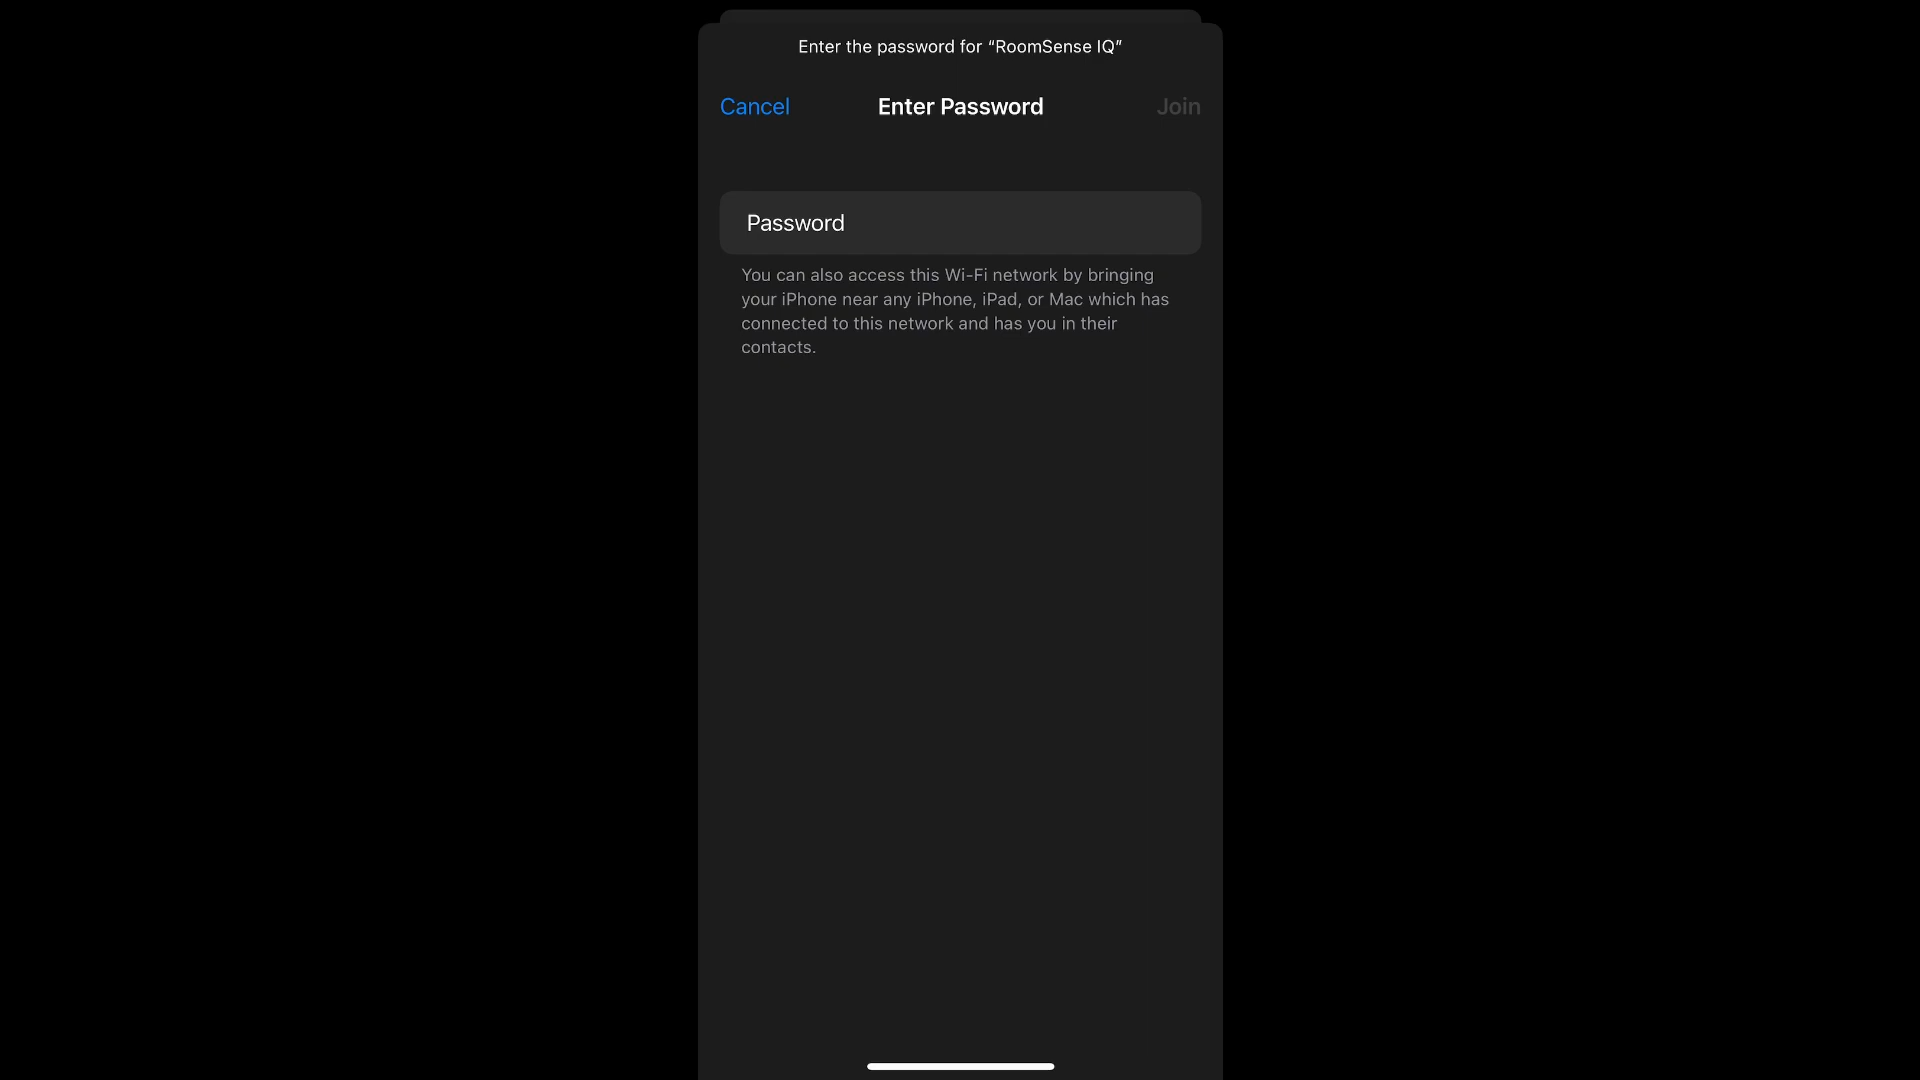 Enter the password for “RoomSense IQ”
Cancel Enter Password Join
Password
You can also access this Wi-Fi network by bringing
your iPhone near any iPhone, iPad, or Mac which has
connected to this network and has you in their
contacts.